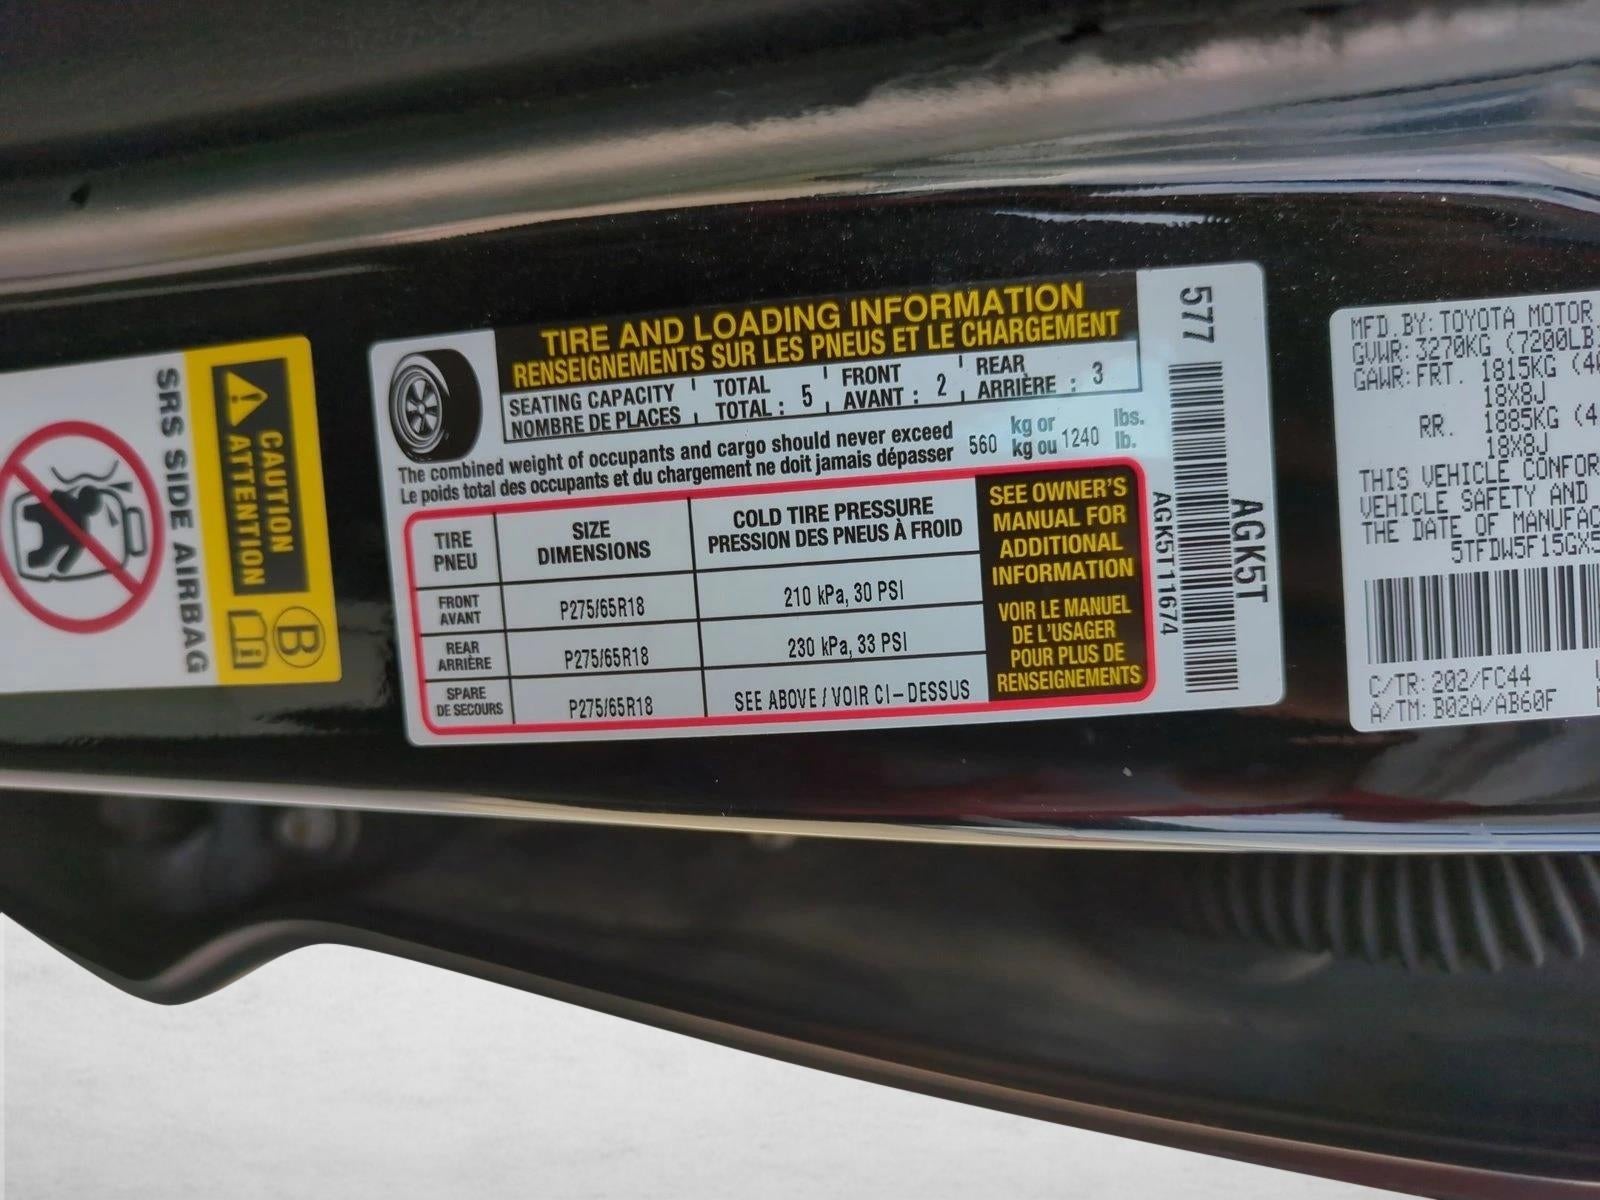 SRS SIDE AIRBAG
CAUTION
ATTENTION
B
TIRE AND LOADING INFORMATION
RENSEIGNEMENTS SUR LES PNEUS ET LE CHARGEMENT
SEATING CAPACITY TOTAL FRONT REAR
NOMBRE DE PLACES TOTAL : 5 AVANT : 2 ARRIÈRE : 3
The combined weight of occupants and cargo should never exceed 560 kg or 1240 lbs.
Le poids total des occupants et du chargement ne doit jamais dépasser kg ou lb.
TIRE SIZE COLD TIRE PRESSURE
PNEU DIMENSIONS PRESSION DES PNEUS À FROID
FRONT
AVANT P275/65R18 210 kPa, 30 PSI
REAR
ARRIÈRE P275/65R18 230 kPa, 33 PSI
SPARE
DE SECOURS P275/65R18 SEE ABOVE / VOIR CI-DESSUS
SEE OWNER'S
MANUAL FOR
ADDITIONAL
INFORMATION
VOIR LE MANUEL
DE L'USAGER
POUR PLUS DE
RENSEIGNEMENTS
577
AGK5T11674
AGK5T
MFD.BY: TOYOTA MOTOR
GVWR: 3270KG (7200LB)
GAWR: FRT. 1815KG (4
18X8J
RR. 1885KG (4
18X8J
THIS VEHICLE CONFOR
VEHICLE SAFETY AND
THE DATE OF MANUFAC
5TFDW5F15GX5
C/TR: 202/FC44
A/TM: B02A/AB60F